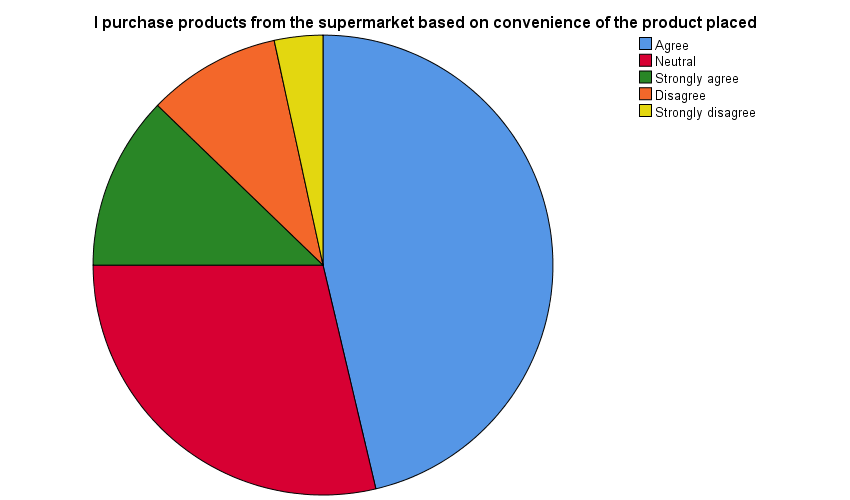 I purchase products from the supermarket based on convenience of the product placed
Agree
Neutral
Strongly agree
Disagree
Strongly disagree